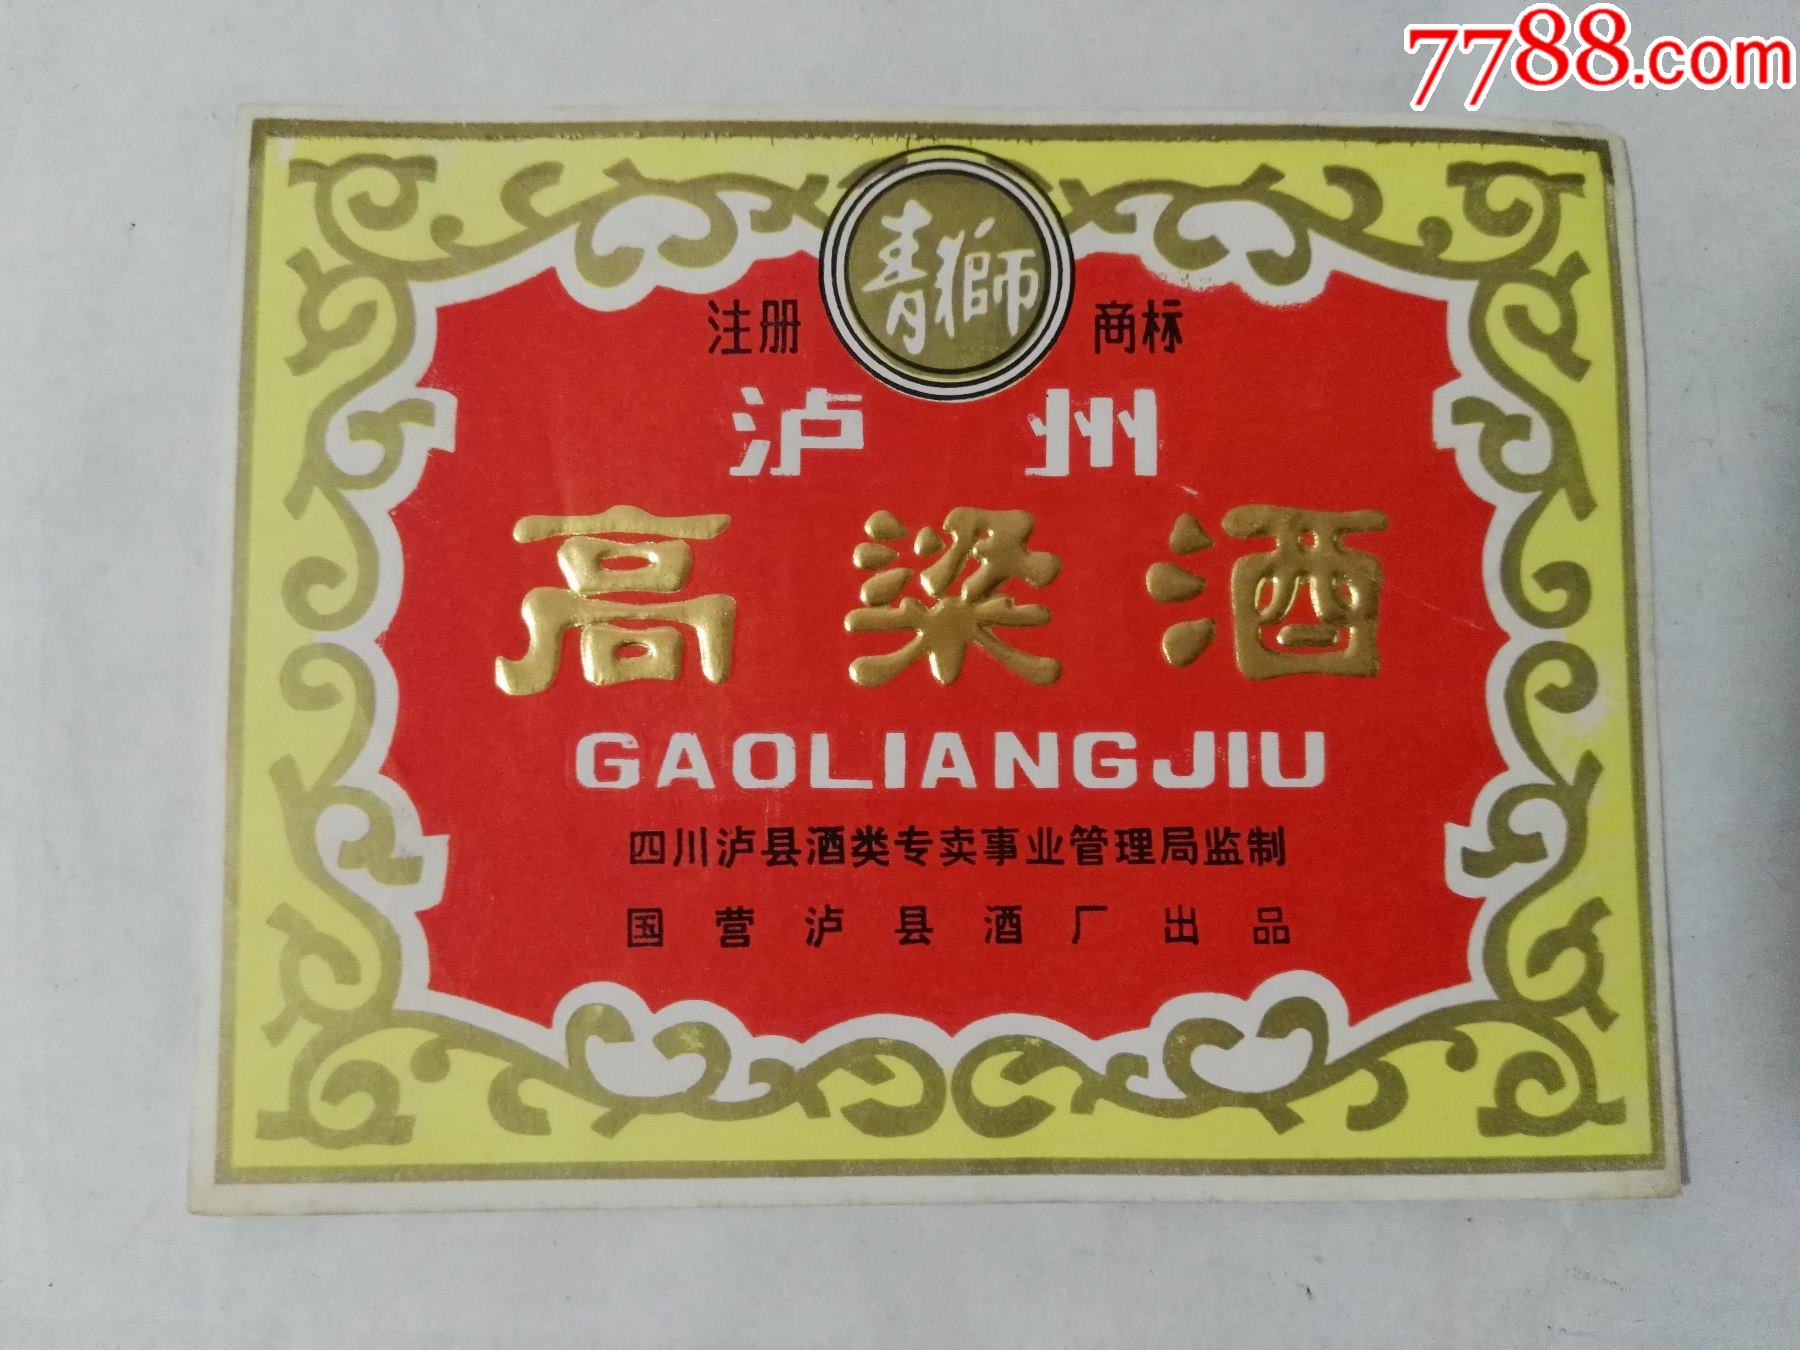 7788.com
青獅
注册 商标
泸州
高粱酒
GAOLIANGJIU
四川泸县酒类专卖事业管理局监制
国营泸县酒厂出品